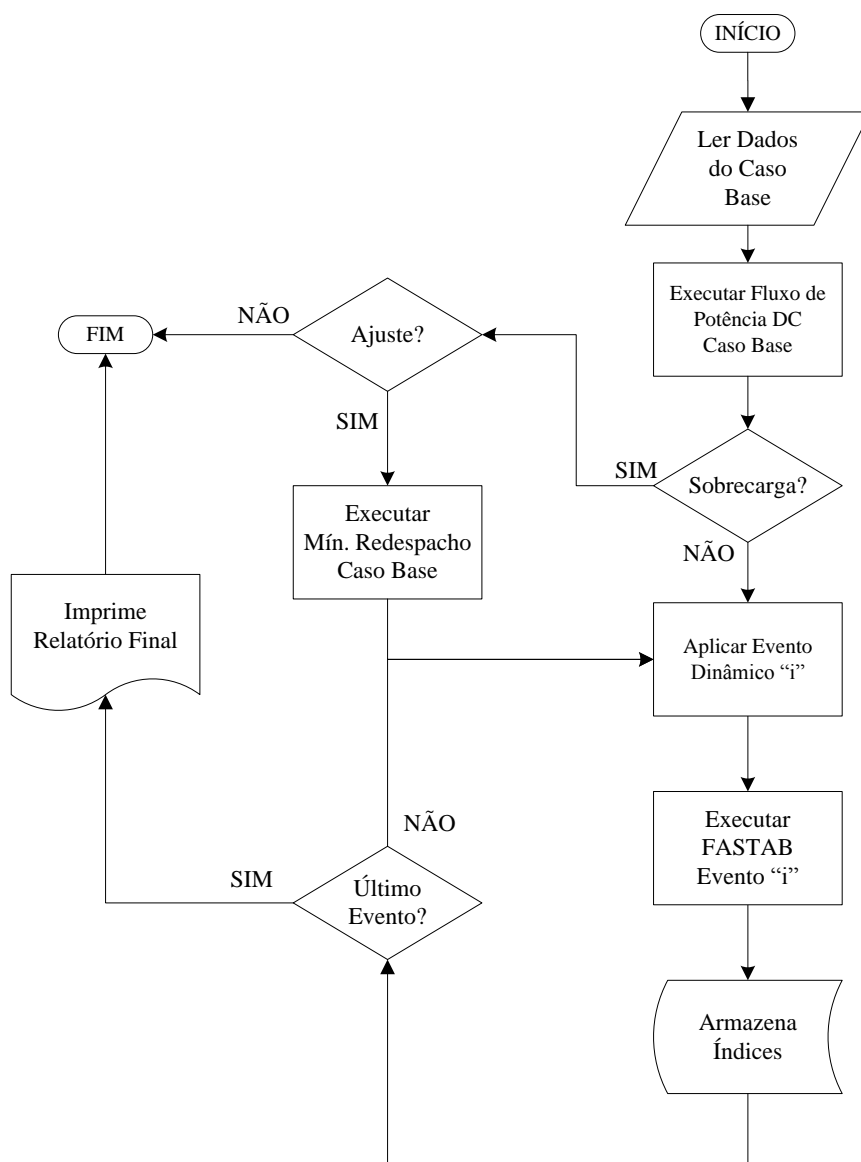 INÍCIO
Ler Dados
do Caso
Base
Executar Fluxo de
Potência DC
Caso Base
Sobrecarga?
SIM
NÃO
Ajuste?
NÃO
SIM
FIM
Executar
Mín. Redespacho
Caso Base
Aplicar Evento
Dinâmico “i”
Executar
FASTAB
Evento “i”
Armazena
Índices
Último
Evento?
NÃO
SIM
Imprime
Relatório Final